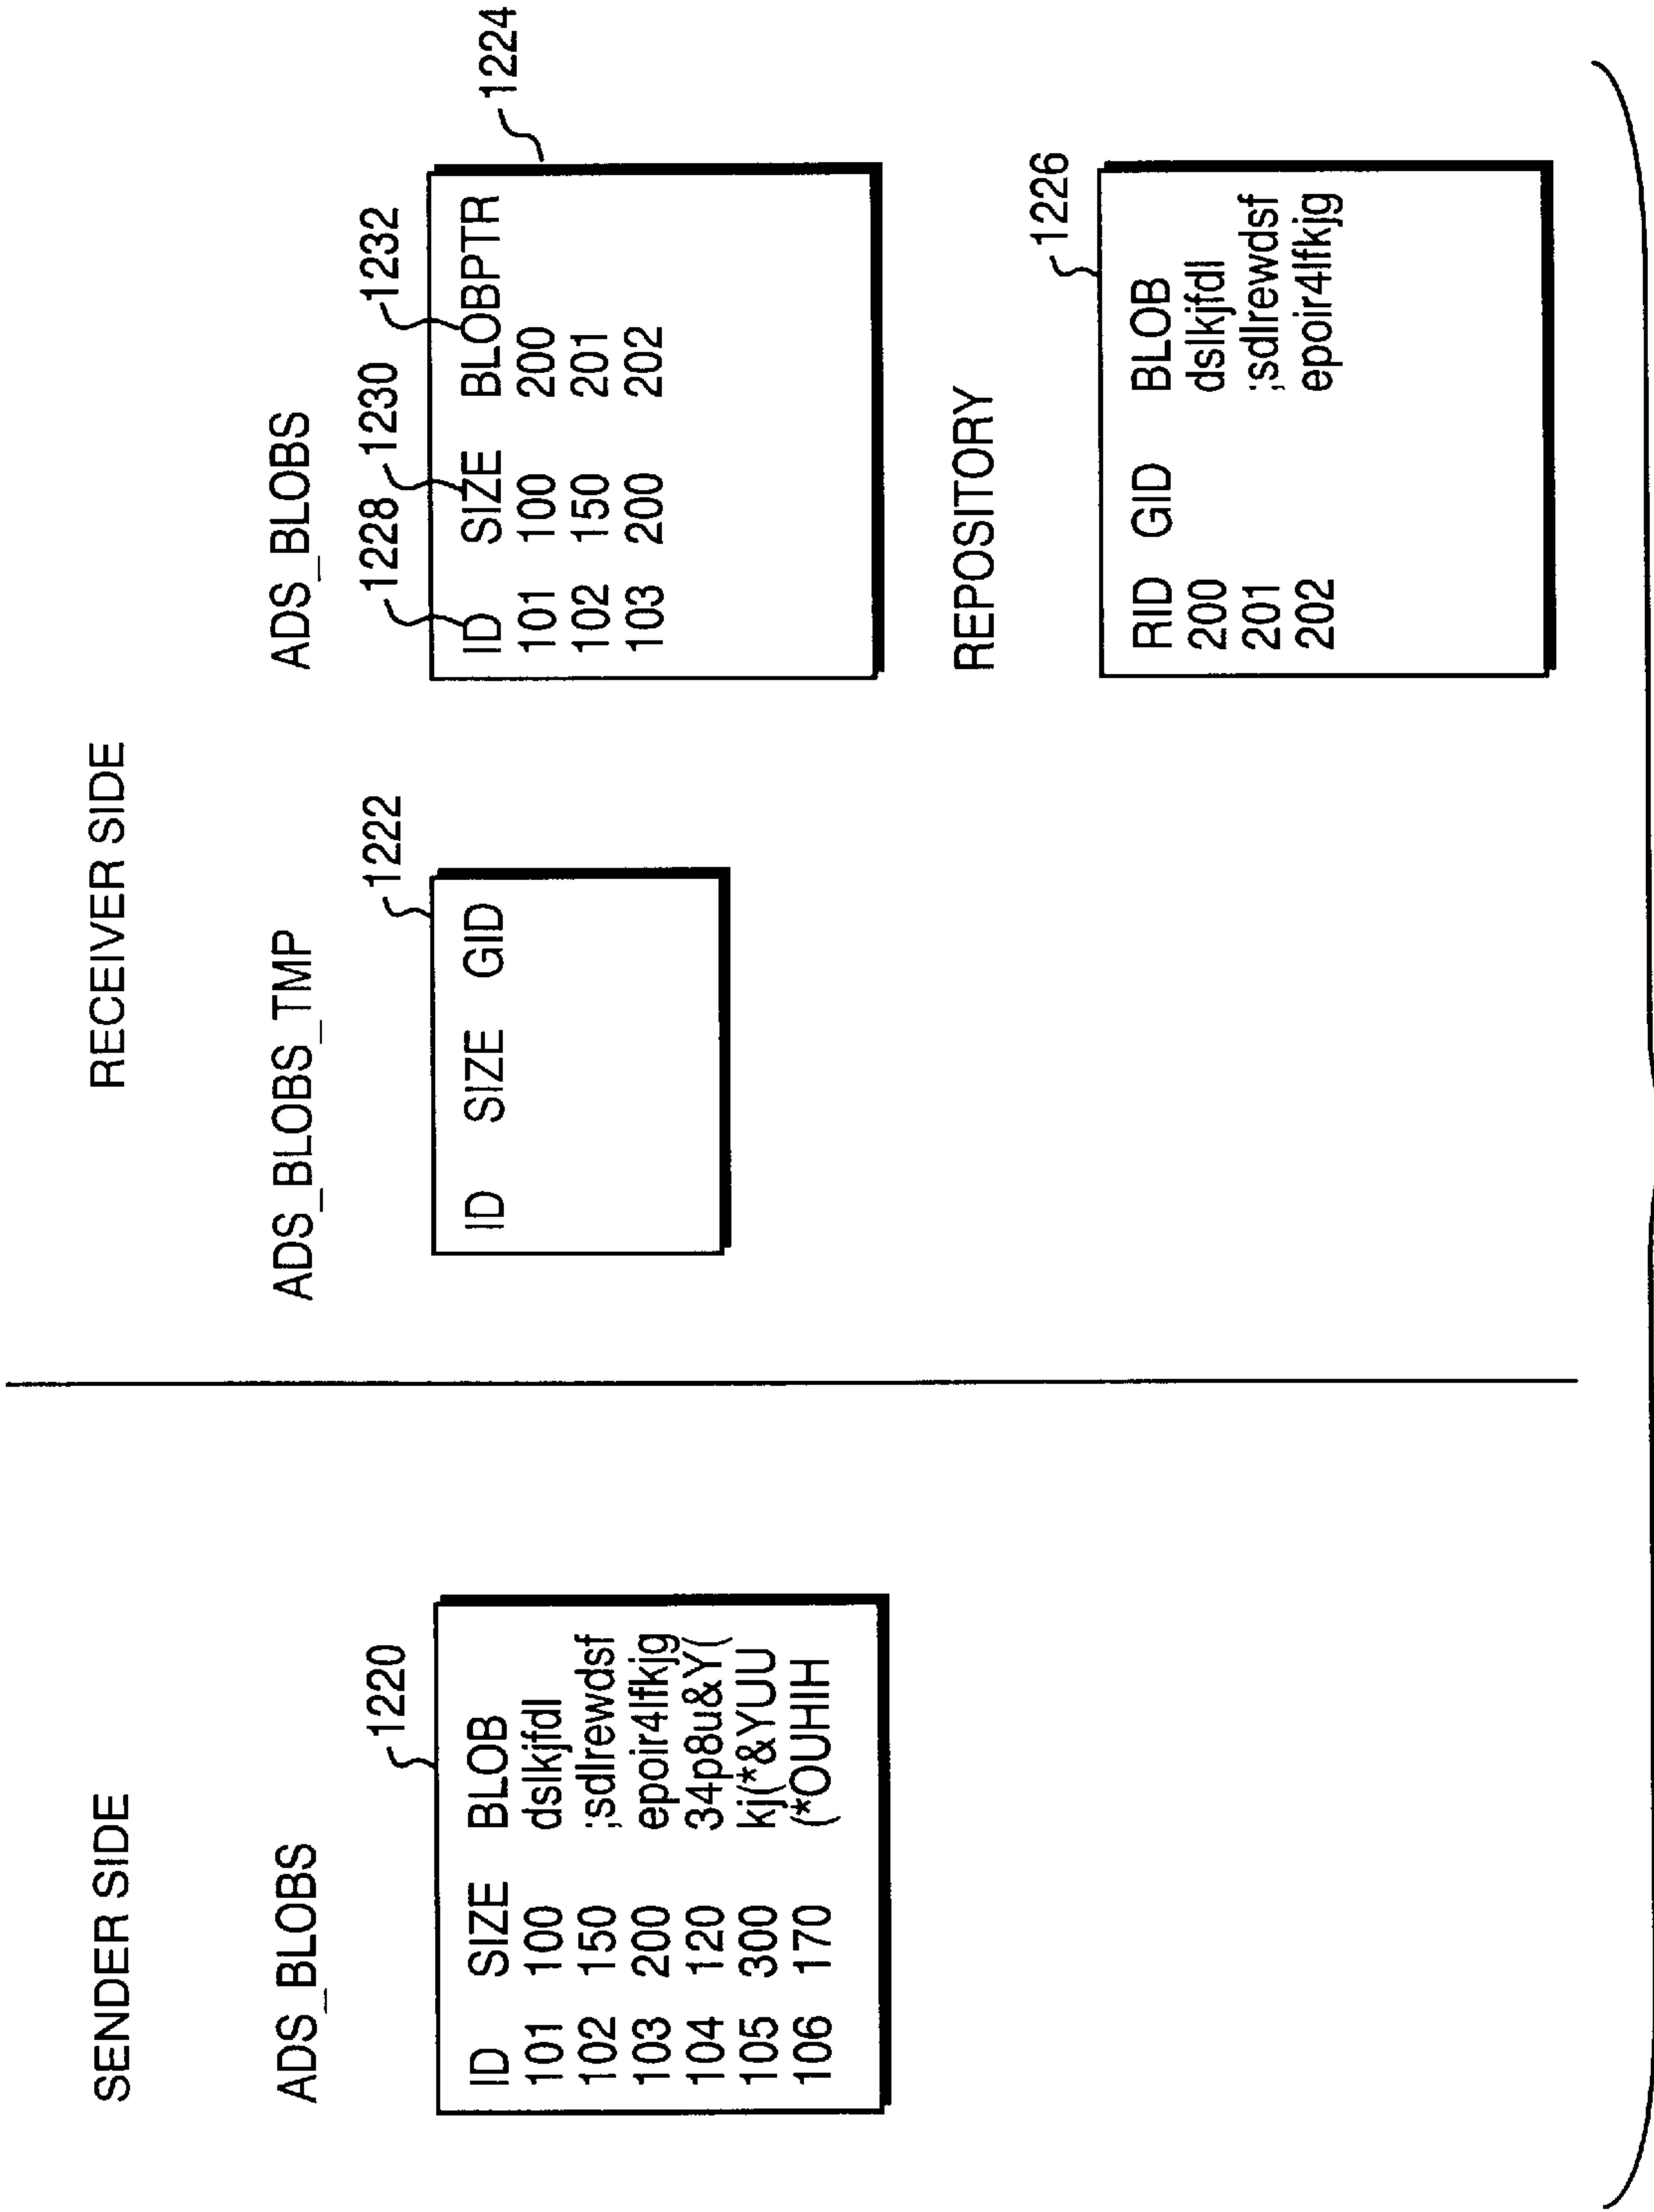 SENDER SIDE
ADS_BLOBS
1220
ID SIZE BLOB
101 100 dslkjfdl
102 150 ;sdlrewdsf
103 200 epoir4lfkjg
104 120 34p8u&Y(
105 300 kj(*&YUU
106 170 (*OUHIH
RECEIVER SIDE
ADS_BLOBS_TMP
1222
ID SIZE GID
ADS_BLOBS
1228
1230
1232
1224
ID SIZE BLOBPTR
101 100 200
102 150 201
103 200 202
REPOSITORY
1226
RID GID BLOB
200 dslkjfdl
201 ;sdlrewdsf
202 epoir4lfkjg